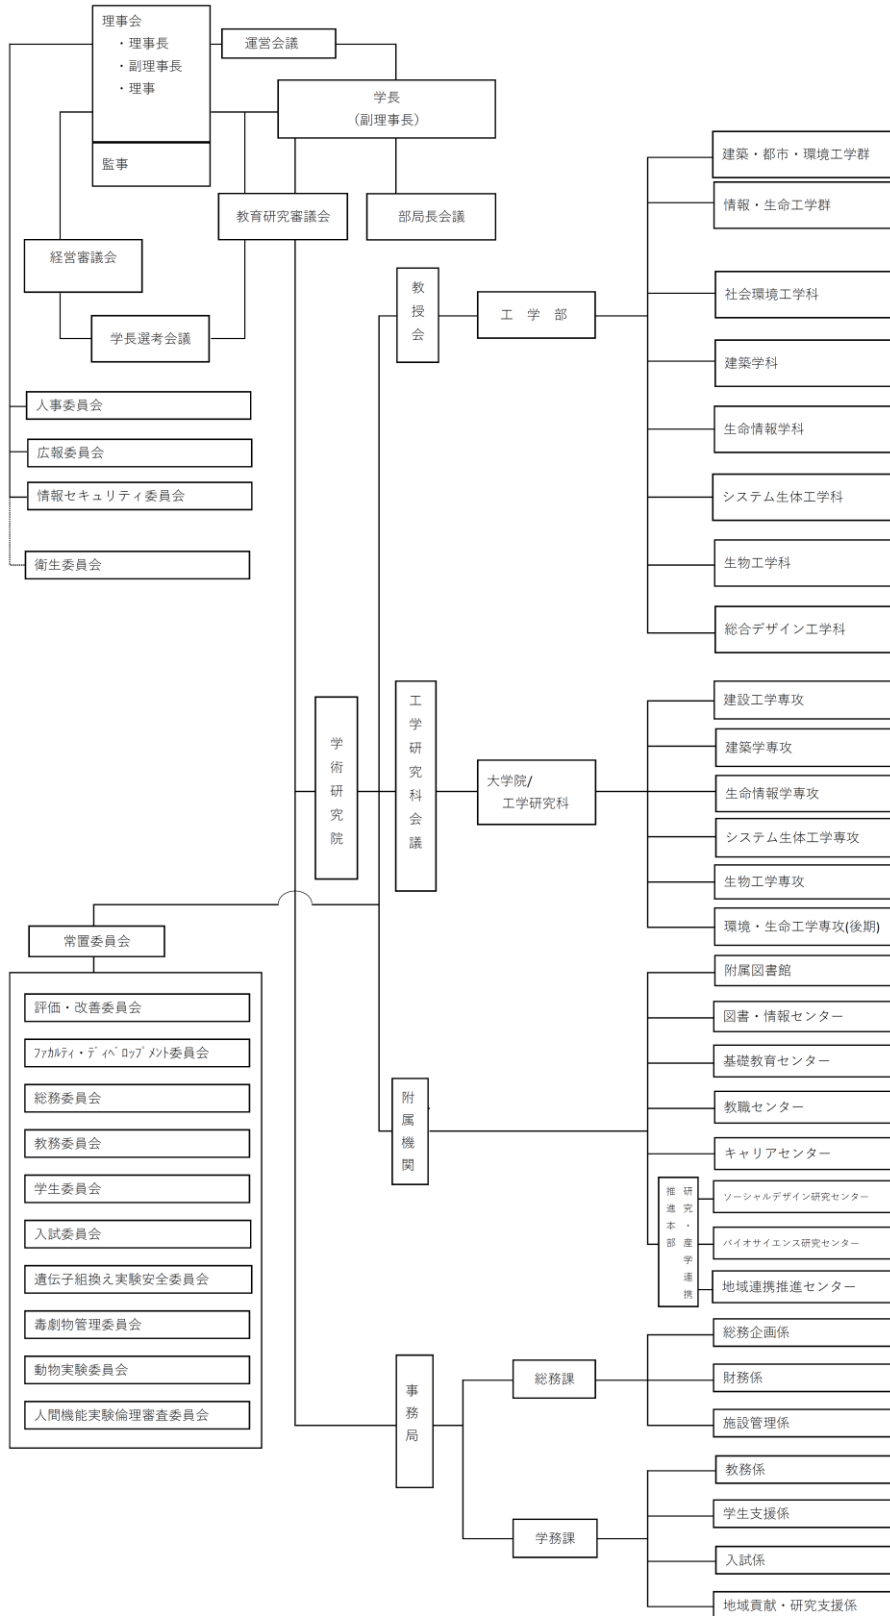 理事会
・理事長
・副理事長
・理事
監事
運営会議
学長
（副理事長）
教育研究審議会
部局長会議
経営審議会
学長選考会議
人事委員会
広報委員会
情報セキュリティ委員会
衛生委員会
教授会
工 学 部
建築・都市・環境工学群
情報・生命工学群
社会環境工学科
建築学科
生命情報学科
システム生体工学科
生物工学科
総合デザイン工学科
学術研究院
工学研究科会議
大学院/
工学研究科
建設工学専攻
建築学専攻
生命情報学専攻
システム生体工学専攻
生物工学専攻
環境・生命工学専攻(後期)
常置委員会
評価・改善委員会
ﾌｧｶﾙﾃｨ・ﾃﾞｨﾍﾞﾛｯﾌﾟﾒﾝﾄ委員会
総務委員会
教務委員会
学生委員会
入試委員会
遺伝子組換え実験安全委員会
毒劇物管理委員会
動物実験委員会
人間機能実験倫理審査委員会
附属機関
附属図書館
図書・情報センター
基礎教育センター
教職センター
キャリアセンター
研究・産学連携
推進本部
ソーシャルデザイン研究センター
バイオサイエンス研究センター
地域連携推進センター
事務局
総務課
総務企画係
財務係
施設管理係
学務課
教務係
学生支援係
入試係
地域貢献・研究支援係